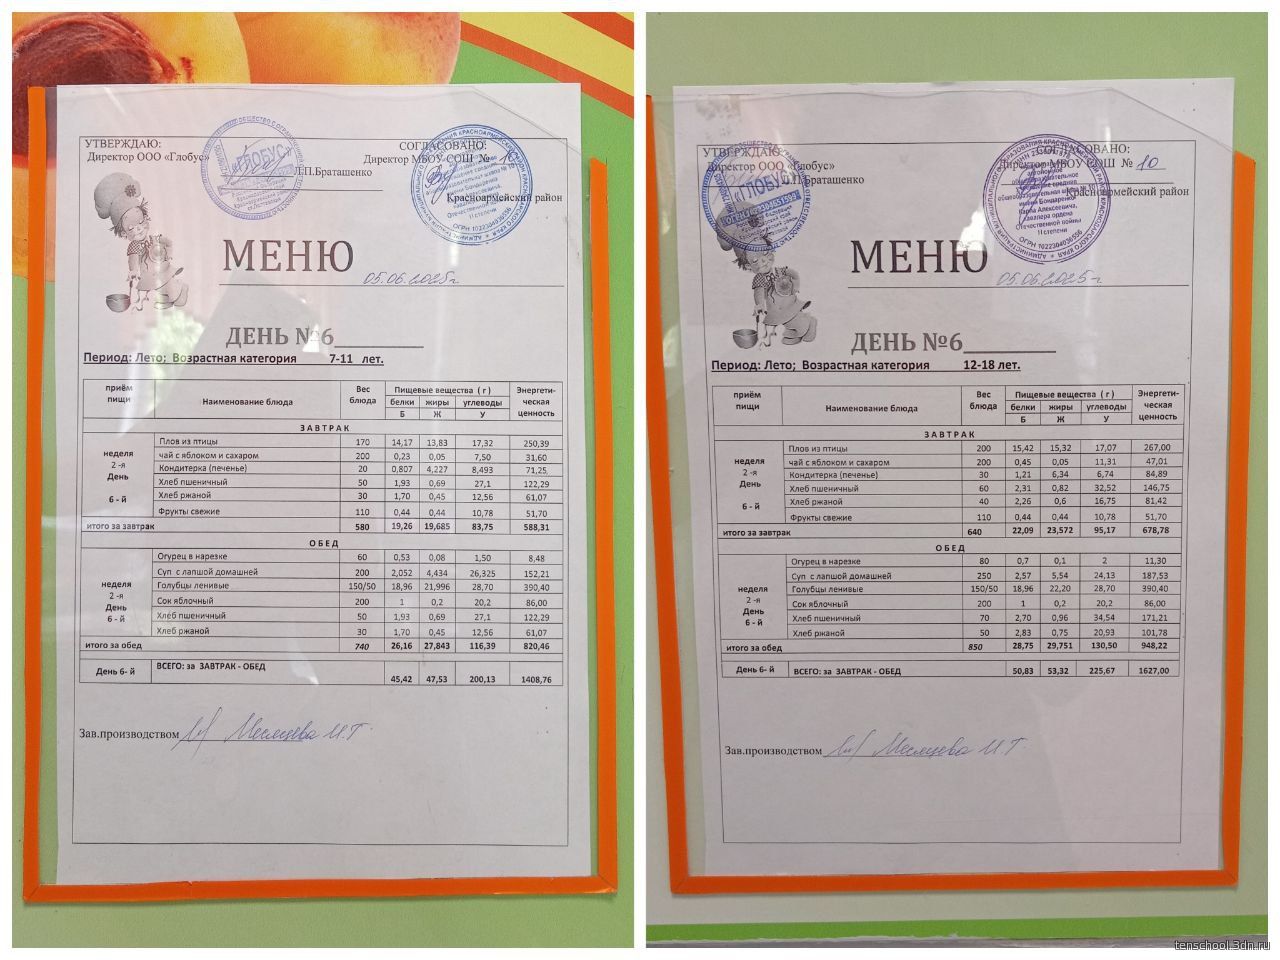 УТВЕРЖДАЮ:
Директор ООО «Глобус»
Л.П.Браташенко
СОГЛАСОВАНО:
Директор МБОУ СОШ № 10
Красноармейский район
«ГЛОБУС»
МЕНЮ
05.06.2025г
ДЕНЬ №6
Период: Лето; Возрастная категория 7-11 лет.
приём пищи Наименование блюда Вес блюда Пищевые вещества ( г ) Энергети-ческая ценность
белки жиры углеводы
Б Ж У
ЗАВТРАК
неделя 2 -я День 6 - й
Плов из птицы 170 14,17 13,83 17,32 250,39
чай с яблоком и сахаром 200 0,23 0,05 7,50 31,60
Кондитерка (печенье) 20 0,807 4,227 8,493 71,25
Хлеб пшеничный 50 1,93 0,69 27,1 122,29
Хлеб ржаной 30 1,70 0,45 12,56 61,07
Фрукты свежие 110 0,44 0,44 10,78 51,70
итого за завтрак 580 19,26 19,685 83,75 588,31
ОБЕД
неделя 2 -я День 6 - й
Огурец в нарезке 60 0,53 0,08 1,50 8,48
Суп с лапшой домашней 200 2,052 4,434 26,325 152,21
Голубцы ленивые 150/50 18,96 21,996 28,70 390,40
Сок яблочный 200 1 0,2 20,2 86,00
Хлеб пшеничный 50 1,93 0,69 27,1 122,29
Хлеб ржаной 30 1,70 0,45 12,56 61,07
итого за обед 740 26,16 27,843 116,39 820,46
День 6- й ВСЕГО: за ЗАВТРАК - ОБЕД 45,42 47,53 200,13 1408,76
Зав.производством
УТВЕРЖДАЮ:
Директор ООО «Глобус»
Л.П.Браташенко
СОГЛАСОВАНО:
Директор МБОУ СОШ № 10
Красноармейский район
«ГЛОБУС»
МЕНЮ
05.06.2025г
ДЕНЬ №6
Период: Лето; Возрастная категория 12-18 лет.
приём пищи Наименование блюда Вес блюда Пищевые вещества ( г ) Энергети-ческая ценность
белки жиры углеводы
Б Ж У
ЗАВТРАК
неделя 2 -я День 6 - й
Плов из птицы 200 15,42 15,32 17,07 267,00
чай с яблоком и сахаром 200 0,45 0,05 11,31 47,01
Кондитерка (печенье) 30 1,21 6,34 6,74 84,89
Хлеб пшеничный 60 2,31 0,82 32,52 146,75
Хлеб ржаной 40 2,26 0,6 16,75 81,42
Фрукты свежие 110 0,44 0,44 10,78 51,70
итого за завтрак 640 22,09 23,572 95,17 678,78
ОБЕД
неделя 2 -я День 6 - й
Огурец в нарезке 80 0,7 0,1 2 11,30
Суп с лапшой домашней 250 2,57 5,54 24,13 187,53
Голубцы ленивые 150/50 18,96 22,20 28,70 390,40
Сок яблочный 200 1 0,2 20,2 86,00
Хлеб пшеничный 70 2,70 0,96 34,54 171,21
Хлеб ржаной 50 2,83 0,75 20,93 101,78
итого за обед 850 28,75 29,751 130,50 948,22
День 6- й ВСЕГО: за ЗАВТРАК - ОБЕД 50,83 53,32 225,67 1627,00
Зав.производством
tenschool.3dn.ru